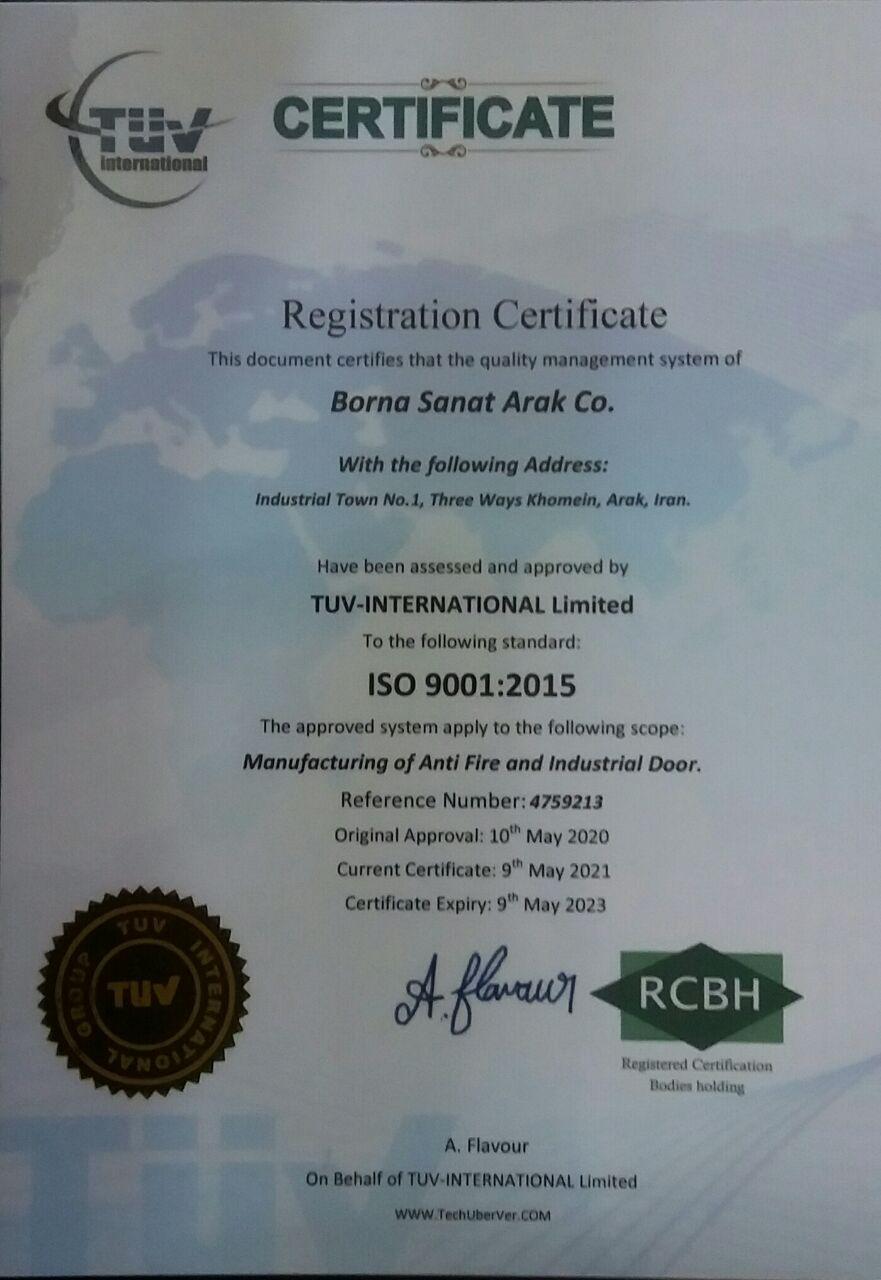 TÜV
international
CERTIFICATE
Registration Certificate
This document certifies that the quality management system of
Borna Sanat Arak Co.
With the following Address:
Industrial Town No.1, Three Ways Khomein, Arak, Iran.
Have been assessed and approved by
TUV-INTERNATIONAL Limited
To the following standard:
ISO 9001:2015
The approved system apply to the following scope:
Manufacturing of Anti Fire and Industrial Door.
Reference Number: 4759213
Original Approval: 10th May 2020
Current Certificate: 9th May 2021
Certificate Expiry: 9th May 2023
TUV INTERNATIONAL GROUP
TÜV
A. flavour
RCBH
Registered Certification
Bodies holding
A. Flavour
On Behalf of TUV-INTERNATIONAL Limited
WWW.TechUberVer.COM
TÜV